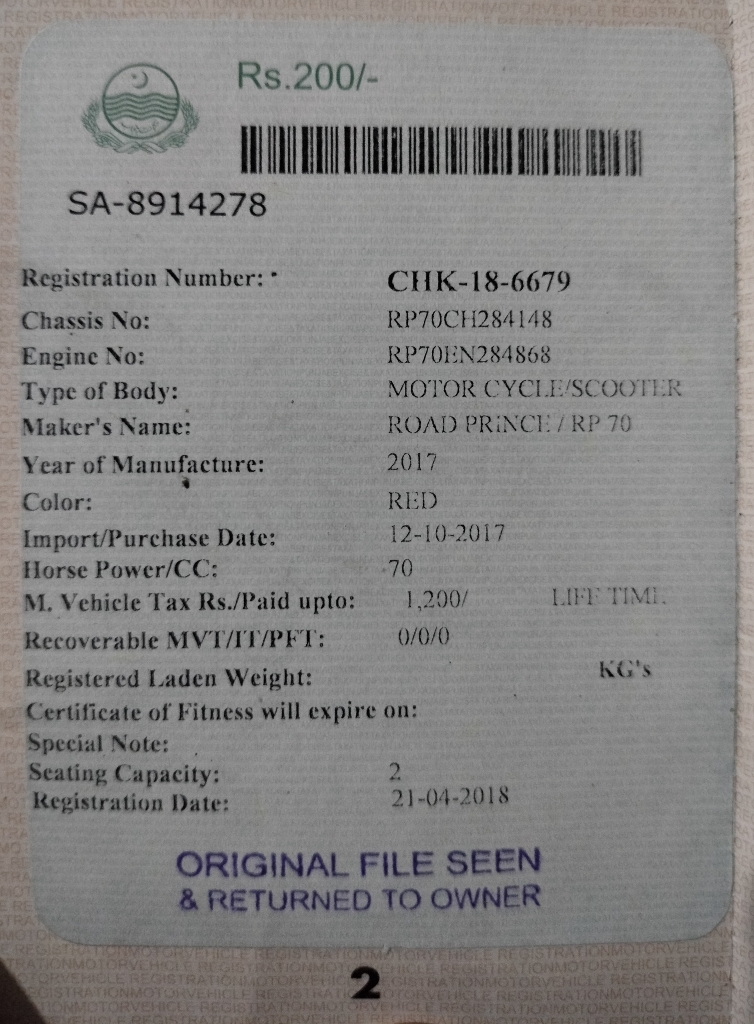 Rs.200/-
SA-8914278
Registration Number: CHK-18-6679
Chassis No: RP70CH284148
Engine No: RP70EN284868
Type of Body: MOTOR CYCLE/SCOOTER
Maker's Name: ROAD PRINCE / RP 70
Year of Manufacture: 2017
Color: RED
Import/Purchase Date: 12-10-2017
Horse Power/CC: 70
M. Vehicle Tax Rs./Paid upto: 1,200/ LIFE TIME
Recoverable MVT/IT/PFT: 0/0/0
Registered Laden Weight: KG's
Certificate of Fitness will expire on:
Special Note:
Seating Capacity: 2
Registration Date: 21-04-2018
ORIGINAL FILE SEEN
& RETURNED TO OWNER
2